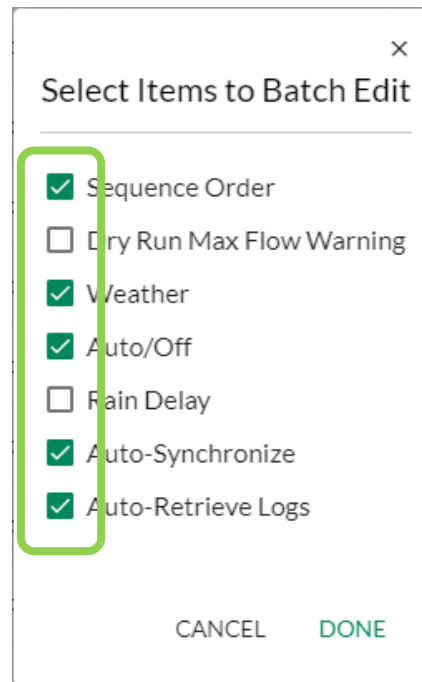 Select Items to Batch Edit
Sequence Order
Dry Run Max Flow Warning
Weather
Auto/Off
Rain Delay
Auto-Synchronize
Auto-Retrieve Logs
CANCEL DONE